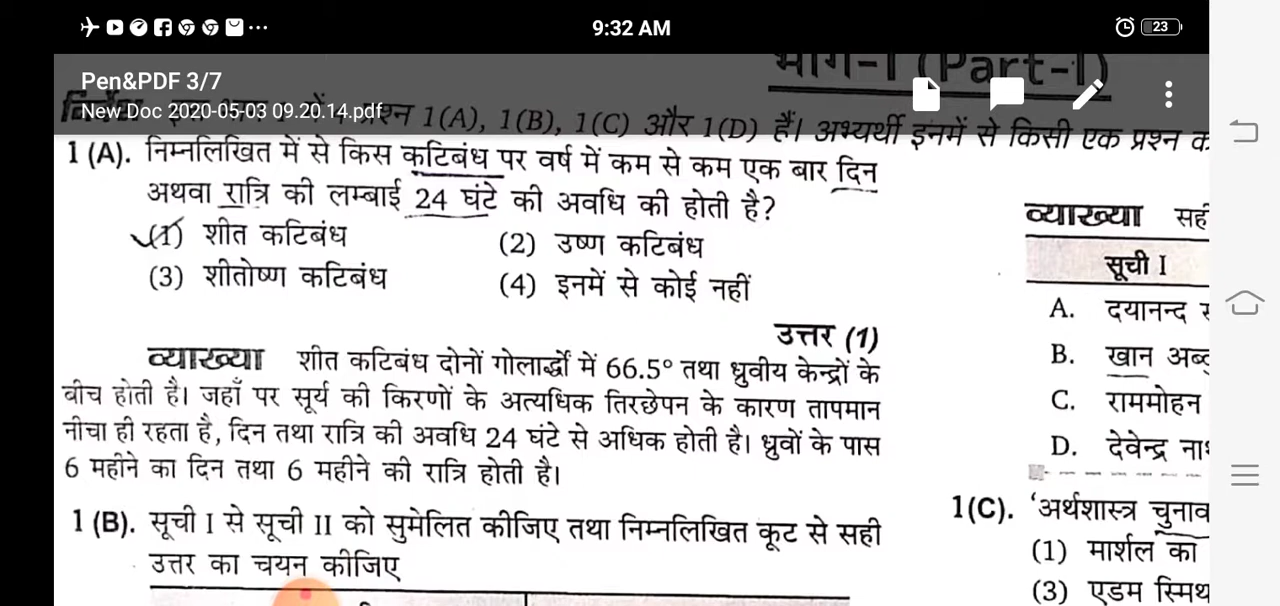 9:32 AM
23
भाग-I (Part-I)
Pen&PDF 3/7
New Doc 2020-05-03 09.20.14.pdf
प्रश्न 1(A), 1(B), 1(C) और 1(D) हैं। अभ्यर्थी इनमें से किसी एक प्रश्न
1 (A). निम्नलिखित में से किस कटिबंध पर वर्ष में कम से कम एक बार दिन
अथवा रात्रि की लम्बाई 24 घंटे की अवधि की होती है?
(1) शीत कटिबंध (2) उष्ण कटिबंध
(3) शीतोष्ण कटिबंध (4) इनमें से कोई नहीं
उत्तर (1)
व्याख्या शीत कटिबंध दोनों गोलार्द्धों में 66.5° तथा ध्रुवीय केन्द्रों के
बीच होती है। जहाँ पर सूर्य की किरणों के अत्यधिक तिरछेपन के कारण तापमान
नीचा ही रहता है, दिन तथा रात्रि की अवधि 24 घंटे से अधिक होती है। ध्रुवों के पास
6 महीने का दिन तथा 6 महीने की रात्रि होती है।
1 (B). सूची I से सूची II को सुमेलित कीजिए तथा निम्नलिखित कूट से सही
उत्तर का चयन कीजिए
व्याख्या सही
सूची I
A. दयानन्द
B. खान
C. राममोहन
D. देवेन्द्र
1(C). ‘अर्थशास्त्र चुनाव
(1) मार्शल का
(3) एडम स्मिथ